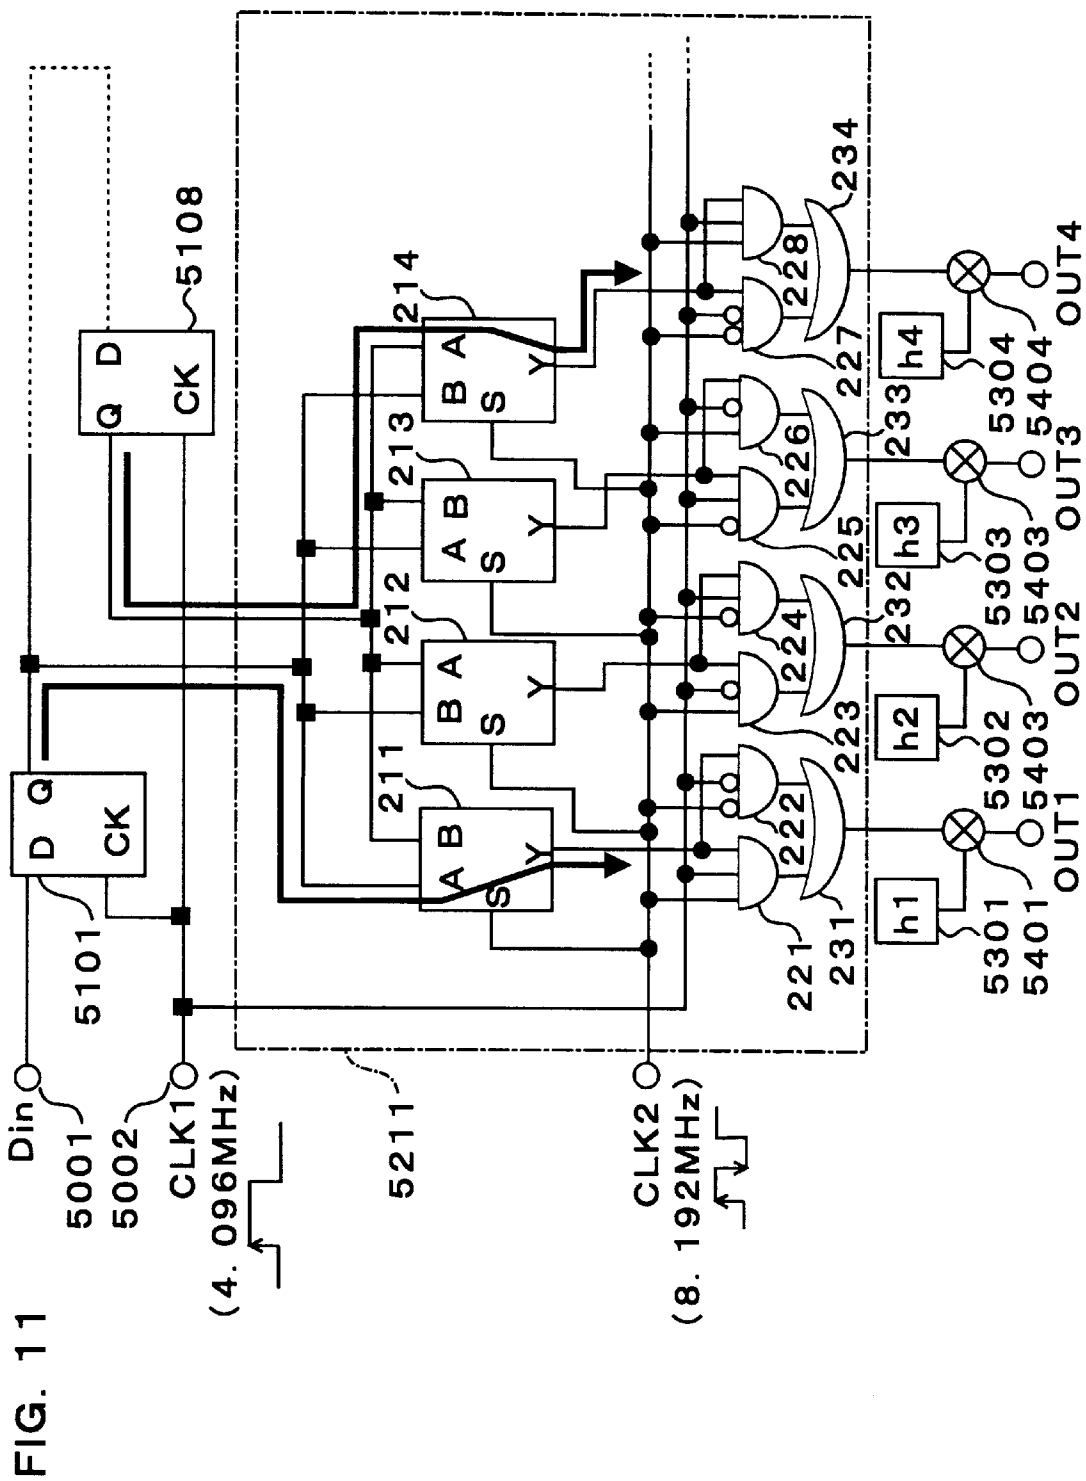 FIG. 11
Din
5001
5002
CLK1
(4. 096MHz)
5101
D
Q
CK
5108
Q
D
CK
5211
CLK2
(8. 192MHz)
211
A
B
S
Y
212
B
A
S
Y
213
A
B
S
Y
214
B
A
S
Y
221
222
223
224
225
226
227
228
231
232
233
234
h1
h2
h3
h4
5301
5401
5302
5403
5303
5403
5304
5404
OUT1
OUT2
OUT3
OUT4